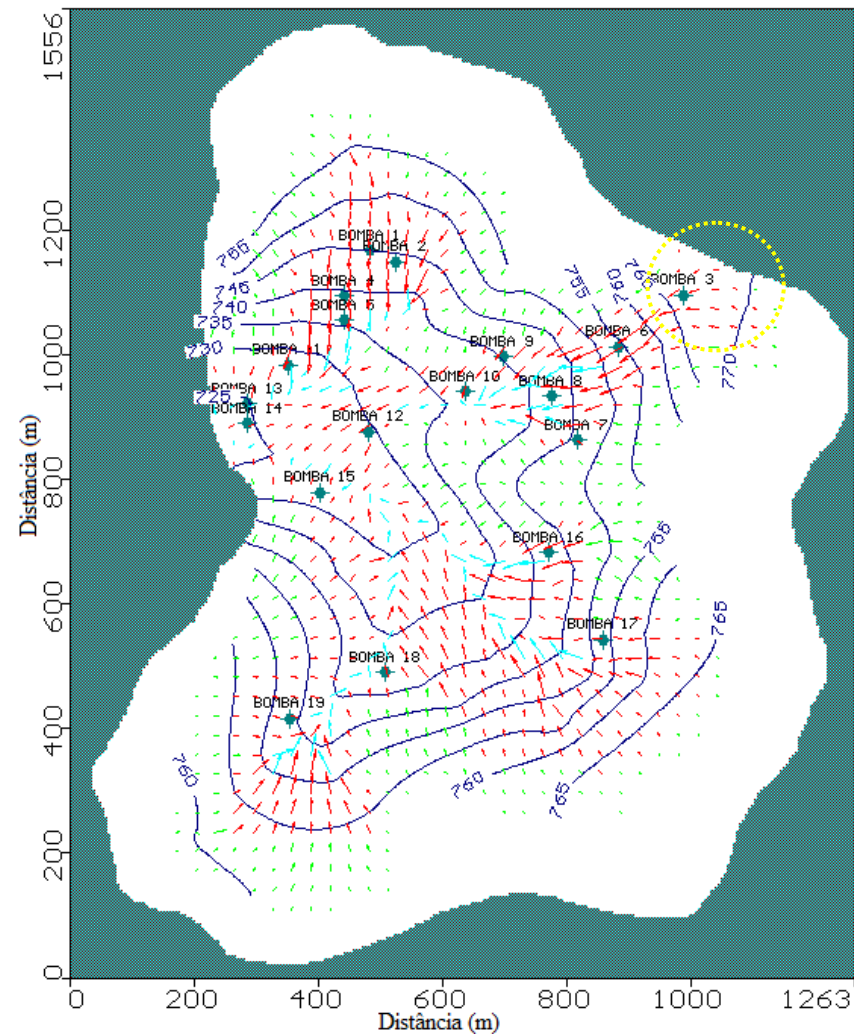 1556
1200
1000
800
600
400
200
0
Distância (m)
0
200
400
600
800
1000
1263
Distância (m)
BOMBA 1
BOMBA 2
BOMBA 3
BOMBA 4
BOMBA 5
BOMBA 6
BOMBA 9
BOMBA 11
BOMBA 10
BOMBA 8
BOMBA 13
BOMBA 14
BOMBA 12
BOMBA 7
BOMBA 15
BOMBA 16
BOMBA 17
BOMBA 18
BOMBA 19
755
745
740
735
730
725
755
760
760
770
755
765
760
765
760